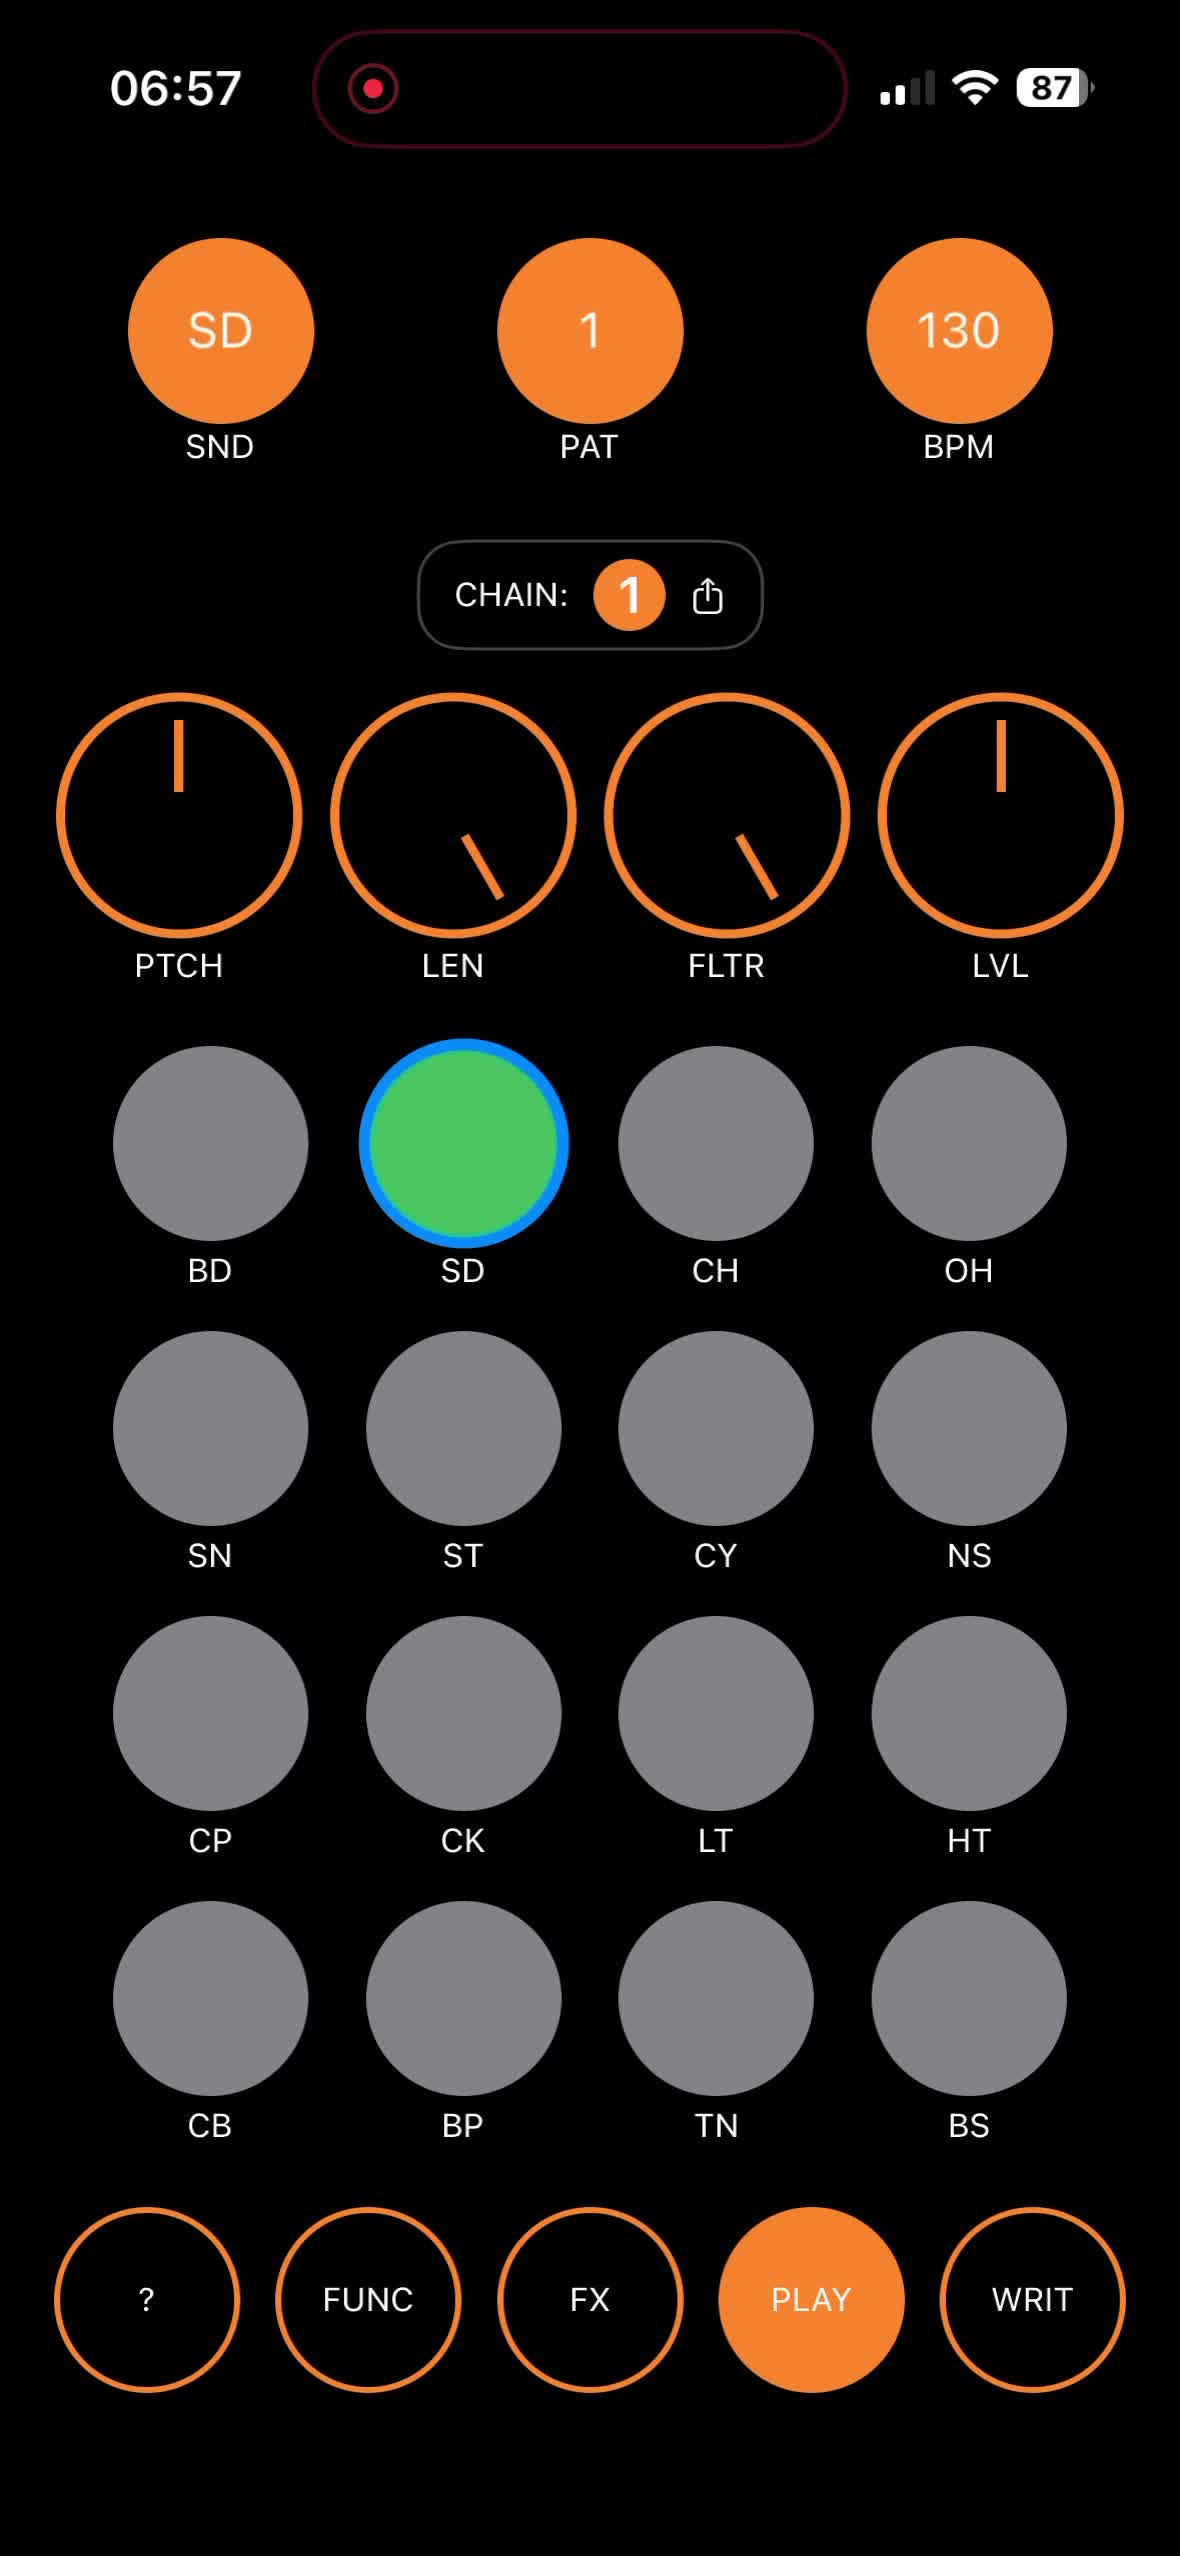 06:57
87
SD 1 130
SND PAT BPM
CHAIN: 1
PTCH LEN FLTR LVL
BD SD CH OH
SN ST CY NS
CP CK LT HT
CB BP TN BS
? FUNC FX PLAY WRIT